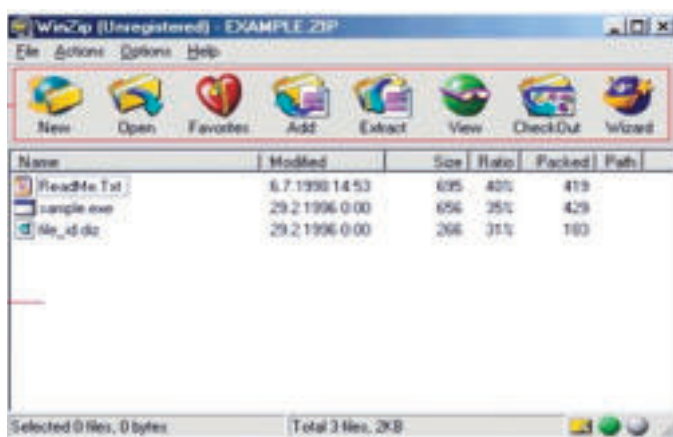 WinZip (Unregistered) - EXAMPLE.ZIP
File Actions Options Help
New Open Favorites Add Extract View CheckOut Wizard
Name Modified Size Ratio Packed Path
ReadMe.Txt 6.7.1998 14:53 695 40% 419
sample.exe 29.2.1996 0:00 656 35% 429
file_id.diz 29.2.1996 0:00 266 31% 183
Selected 0 files, 0 bytes Total 3 files, 2KB